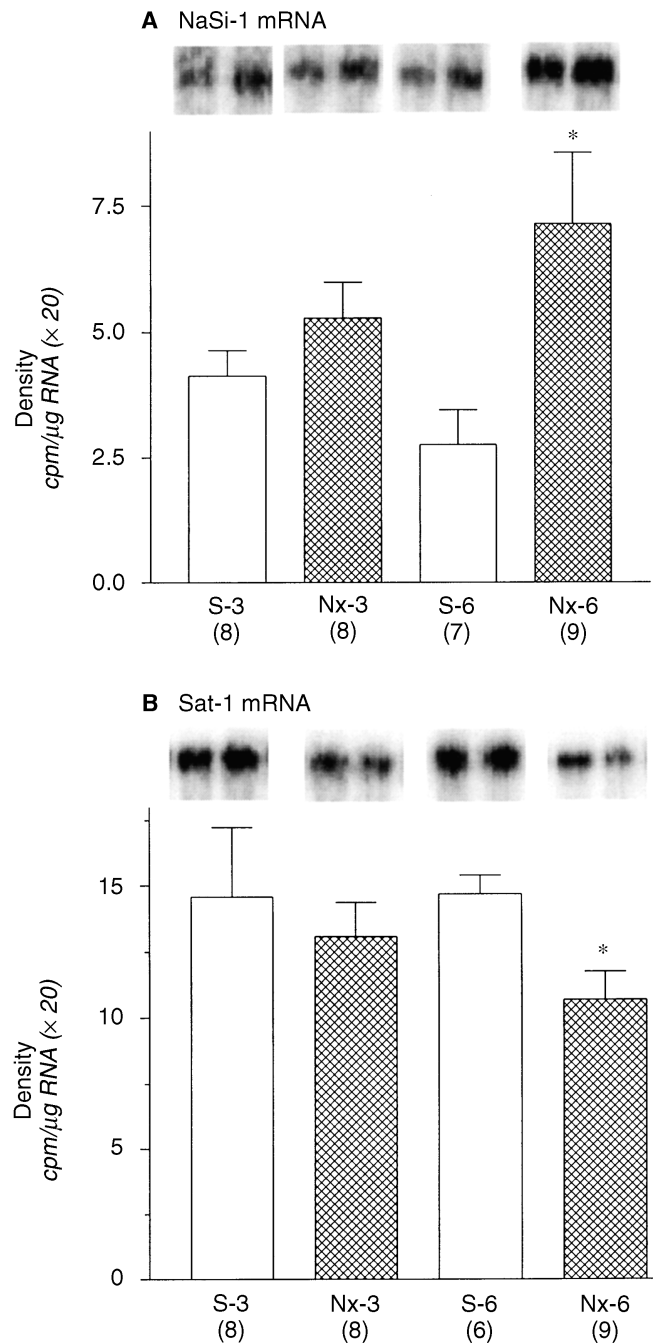 A NaSi-1 mRNA
*
7.5
5.0
2.5
0.0
Density
cpm/μg RNA (× 20)
S-3 Nx-3 S-6 Nx-6
(8) (8) (7) (9)
B Sat-1 mRNA
*
15
10
5
0
Density
cpm/μg RNA (× 20)
S-3 Nx-3 S-6 Nx-6
(8) (8) (6) (9)